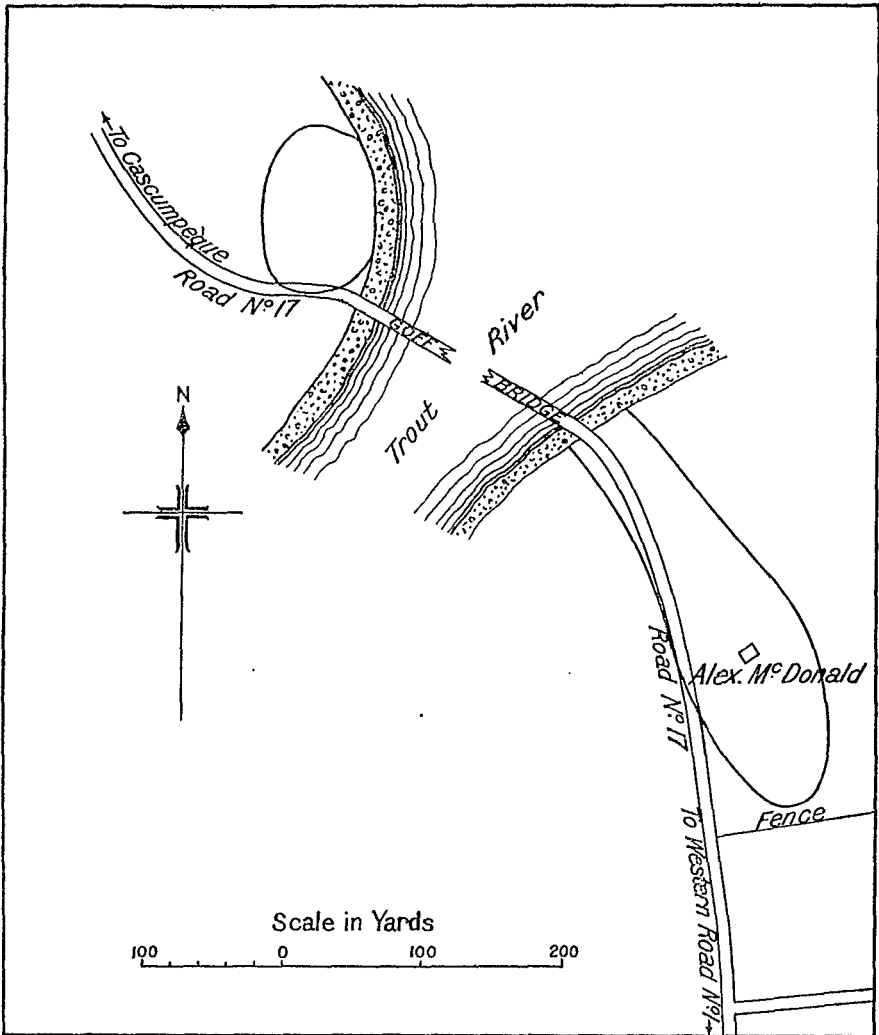 ←To Cascumpèque
Road Nº 17
GOFF
BRIDGE
River
Trout
N
Road Nº 17
Alex. Mᶜ Donald
Fence
To Western Road Nº 1→
Scale in Yards
100 0 100 200